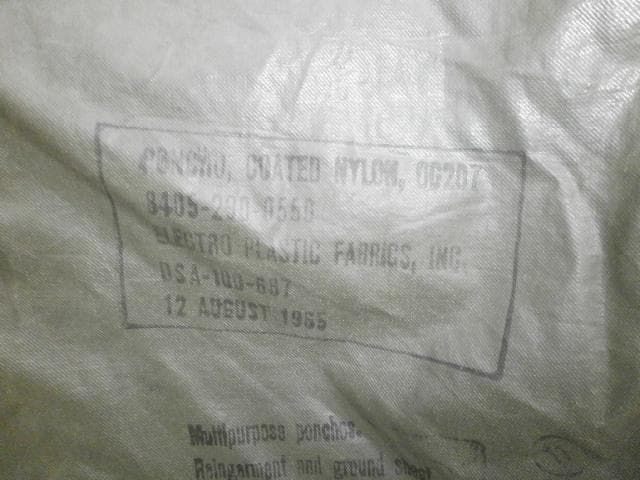 PONCHO, COATED NYLON, OG207
8405-290-0550
ELECTRO PLASTIC FABRICS, INC.
DSA-100-687
12 AUGUST 1965
Multipurpose ponchos.
Raingarment and ground sheet